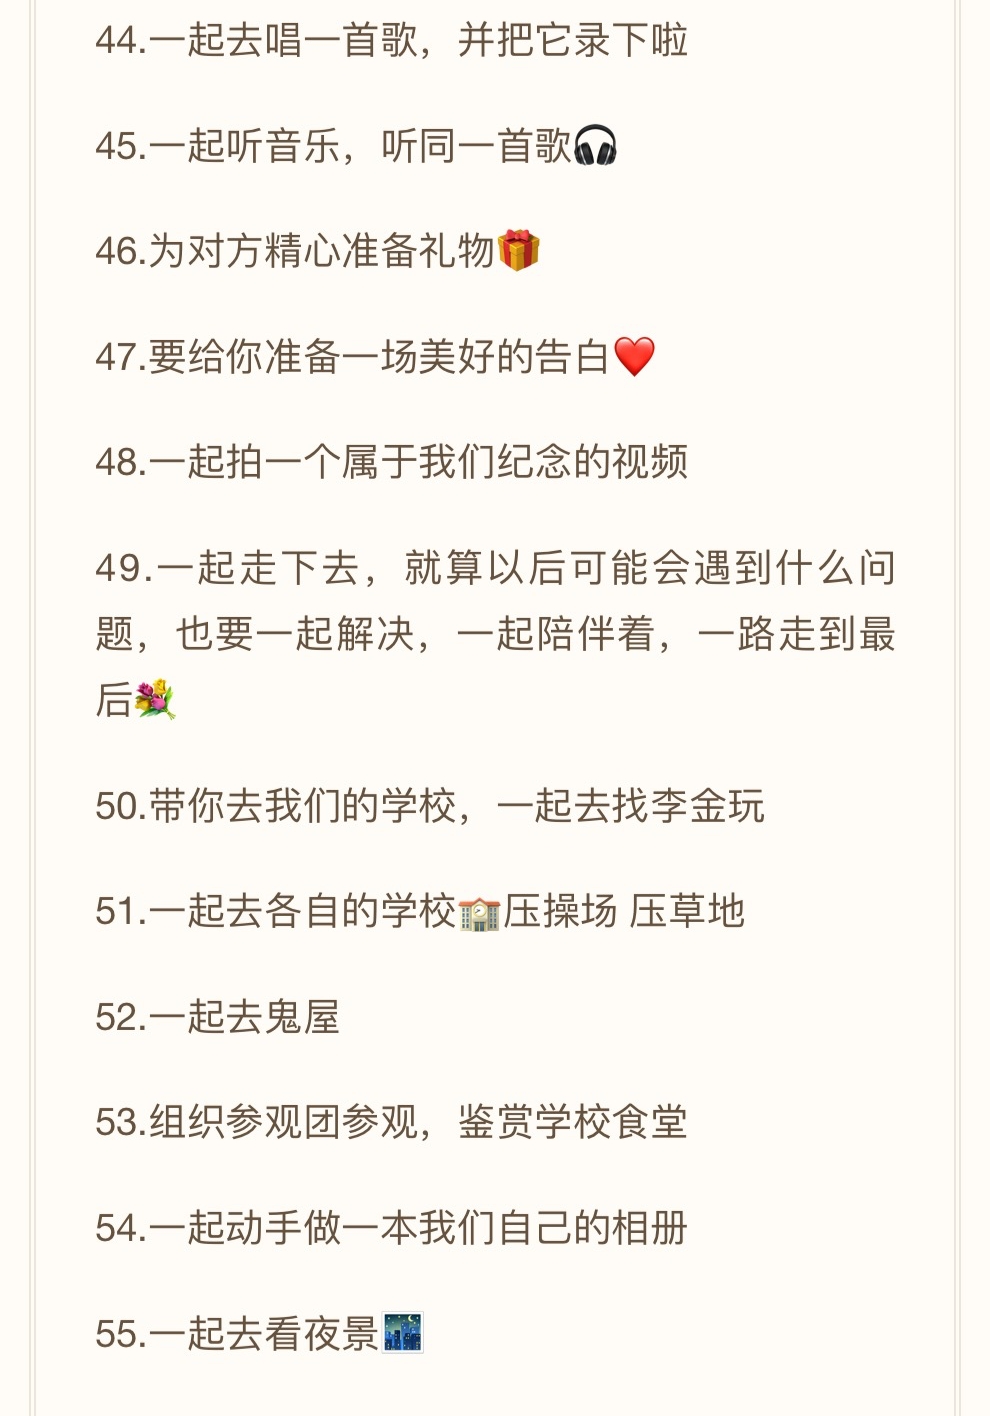 44.一起去唱一首歌，并把它录下啦
45.一起听音乐，听同一首歌🎧
46.为对方精心准备礼物🎁
47.要给你准备一场美好的告白❤️
48.一起拍一个属于我们纪念的视频
49.一起走下去，就算以后可能会遇到什么问
题，也要一起解决，一起陪伴着，一路走到最
后💐
50.带你去我们的学校，一起去找李金玩
51.一起去各自的学校🏫压操场 压草地
52.一起去鬼屋
53.组织参观团参观，鉴赏学校食堂
54.一起动手做一本我们自己的相册
55.一起去看夜景🌃